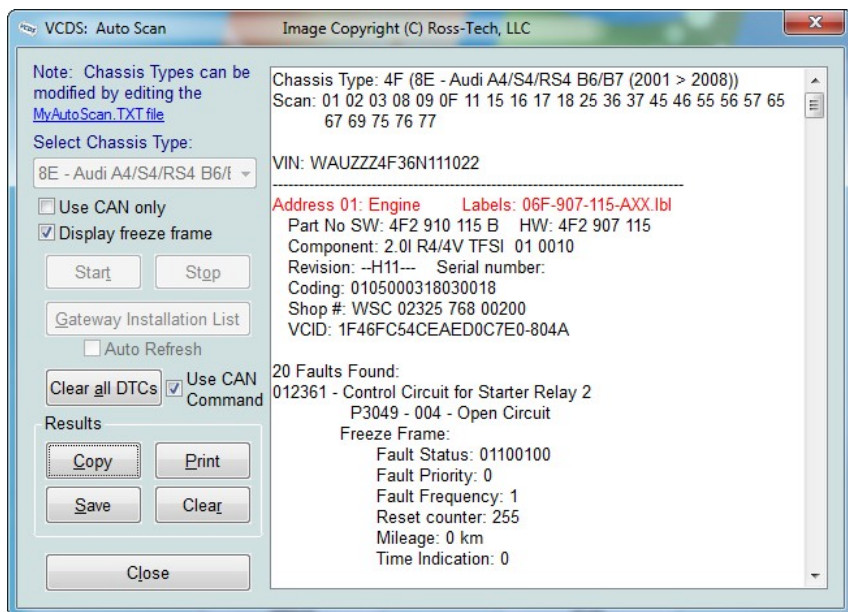 VCDS: Auto Scan
Image Copyright (C) Ross-Tech, LLC
Note: Chassis Types can be
modified by editing the
MyAutoScan.TXT file
Select Chassis Type:
8E - Audi A4/S4/RS4 B6/
Use CAN only
Display freeze frame
Start
Stop
Gateway Installation List
Auto Refresh
Clear all DTCs
Use CAN
Command
Results
Copy
Print
Save
Clear
Close
Chassis Type: 4F (8E - Audi A4/S4/RS4 B6/B7 (2001 > 2008))
Scan: 01 02 03 08 09 0F 11 15 16 17 18 25 36 37 45 46 55 56 57 65
67 69 75 76 77
VIN: WAUZZZ4F36N111022
Address 01: Engine Labels: 06F-907-115-AXX.lbl
Part No SW: 4F2 910 115 B HW: 4F2 907 115
Component: 2.0l R4/4V TFSI 01 0010
Revision: --H11--- Serial number:
Coding: 0105000318030018
Shop #: WSC 02325 768 00200
VCID: 1F46FC54CEAED0C7E0-804A
20 Faults Found:
012361 - Control Circuit for Starter Relay 2
P3049 - 004 - Open Circuit
Freeze Frame:
Fault Status: 01100100
Fault Priority: 0
Fault Frequency: 1
Reset counter: 255
Mileage: 0 km
Time Indication: 0